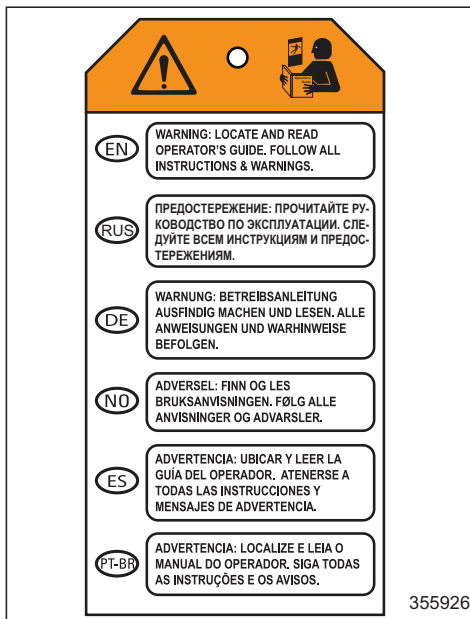 Operator's
Guide
EN
WARNING: LOCATE AND READ
OPERATOR'S GUIDE. FOLLOW ALL
INSTRUCTIONS & WARNINGS.
RUS
ПРЕДОСТЕРЕЖЕНИЕ: ПРОЧИТАЙТЕ РУ-
КОВОДСТВО ПО ЭКСПЛУАТАЦИИ. СЛЕ-
ДУЙТЕ ВСЕМ ИНСТРУКЦИЯМ И ПРЕДОС-
ТЕРЕЖЕНИЯМ.
DE
WARNUNG: BETREIBSANLEITUNG
AUSFINDIG MACHEN UND LESEN. ALLE
ANWEISUNGEN UND WARHINWEISE
BEFOLGEN.
NO
ADVERSEL: FINN OG LES
BRUKSANVISNINGEN. FØLG ALLE
ANVISNINGER OG ADVARSLER.
ES
ADVERTENCIA: UBICAR Y LEER LA
GUÍA DEL OPERADOR. ATENERSE A
TODAS LAS INSTRUCCIONES Y
MENSAJES DE ADVERTENCIA.
PT-BR
ADVERTENCIA: LOCALIZE E LEIA O
MANUAL DO OPERADOR. SIGA TODAS
AS INSTRUÇÕES E OS AVISOS.
355926